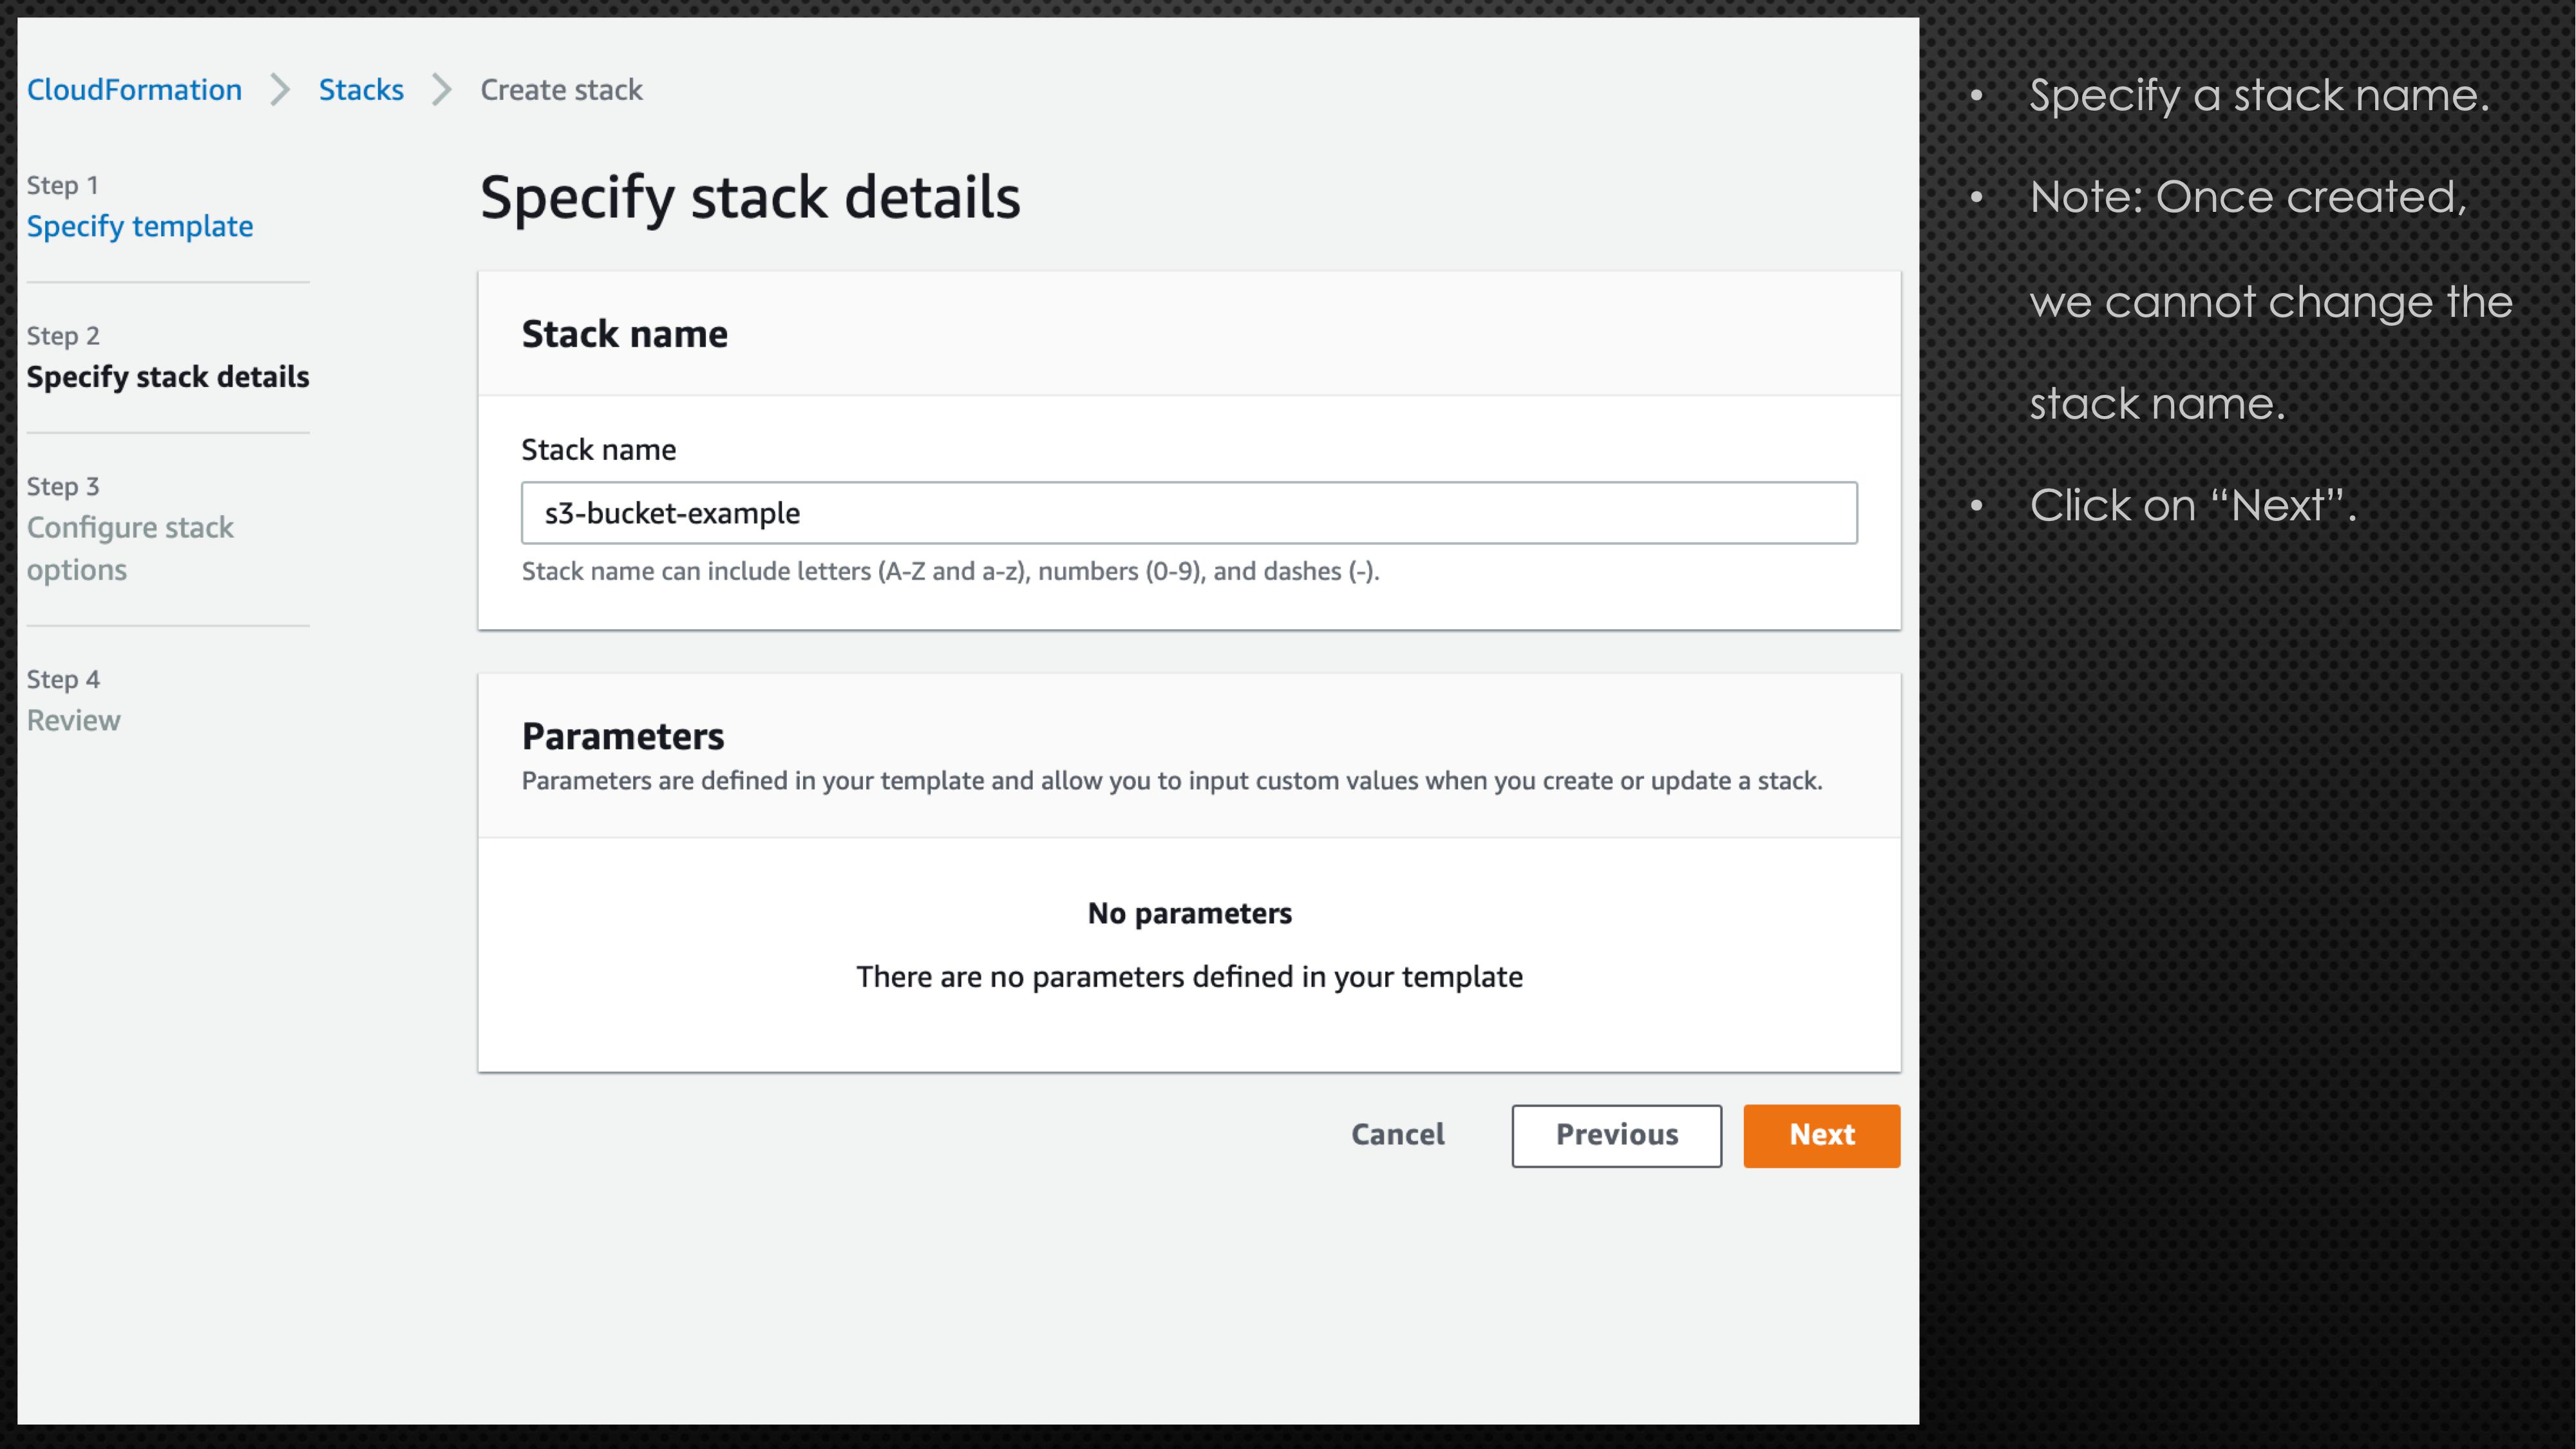 CloudFormation > Stacks > Create stack
Step 1
Specify template
Step 2
Specify stack details
Step 3
Configure stack
options
Step 4
Review
Specify stack details
Stack name
Stack name
s3-bucket-example
Stack name can include letters (A-Z and a-z), numbers (0-9), and dashes (-).
Parameters
Parameters are defined in your template and allow you to input custom values when you create or update a stack.
No parameters
There are no parameters defined in your template
Cancel
Previous
Next
• Specify a stack name.
• Note: Once created,
we cannot change the
stack name.
• Click on “Next”.